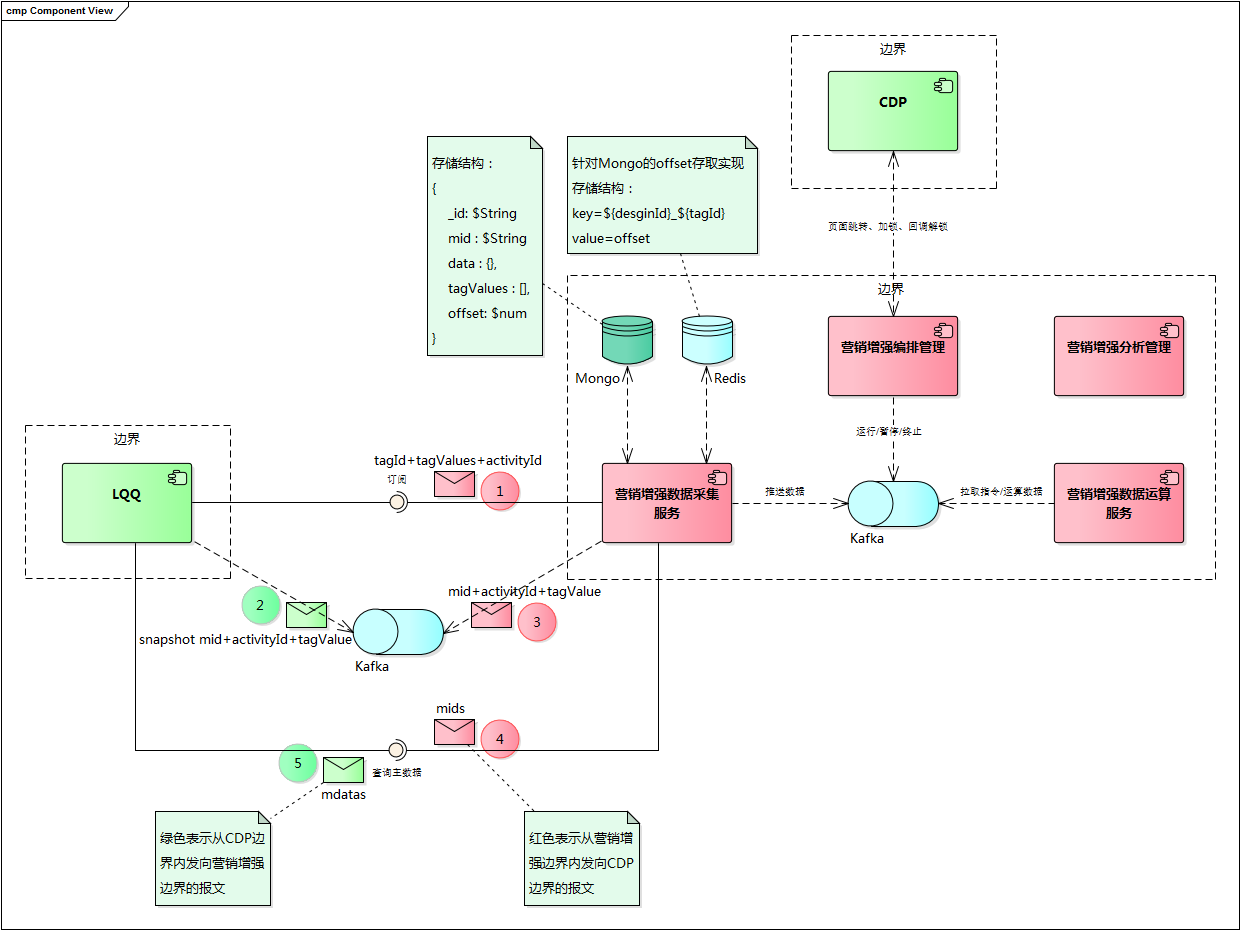 cmp Component View
边界
CDP
存储结构：
{
_id: $String
mid : $String
data : {},
tagValues : [],
offset: $num
}
针对Mongo的offset存取实现
存储结构：
key=${desginId}_${tagId}
value=offset
页面跳转、加锁、回调解锁
边界
Mongo
Redis
营销增强编排管理
营销增强分析管理
运行/暂停/终止
边界
LQQ
tagId+tagValues+activityId
订阅
1
营销增强数据采集
服务
推送数据
Kafka
拉取指令/运算数据
营销增强数据运算
服务
2
snapshot mid+activityId+tagValue
mid+activityId+tagValue
3
Kafka
mids
4
5
查询主数据
mdatas
绿色表示从CDP边
界内发向营销增强
边界的报文
红色表示从营销增
强边界内发向CDP
边界的报文